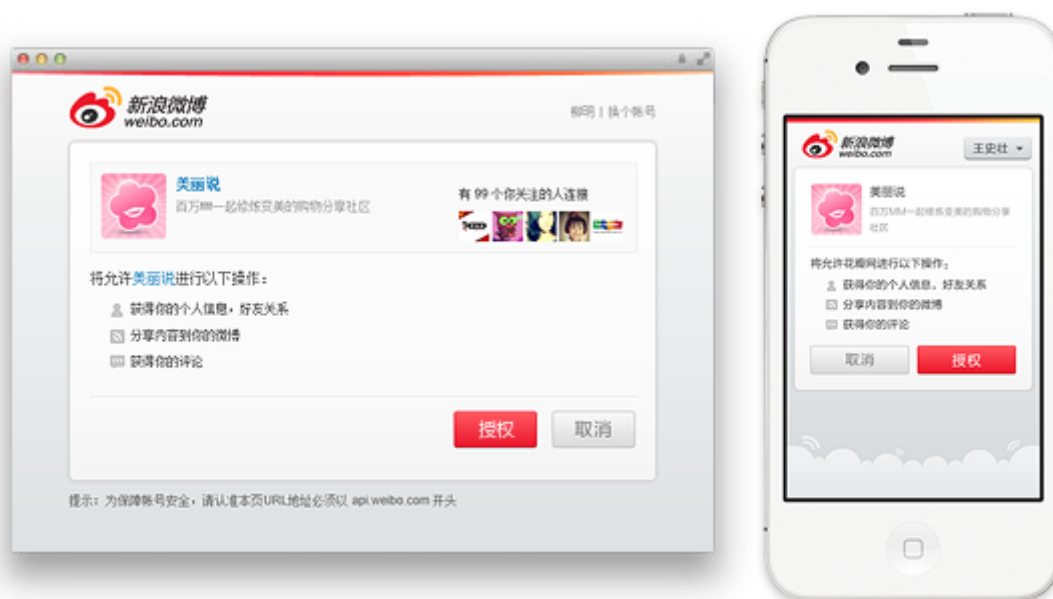 新浪微博
weibo.com
柳明 | 换个帐号
美丽说
百万MM一起修炼变美的购物分享社区
有 99 个你关注的人连接
将允许美丽说进行以下操作：
获得你的个人信息，好友关系
分享内容到你的微博
获得你的评论
授权
取消
提示：为保障帐号安全，请认准本页URL地址必须以 api.weibo.com 开头
新浪微博
weibo.com
王史壮
美丽说
百万MM一起修炼变美的购物分享
社区
将允许花瓣网进行以下操作：
获得你的个人信息，好友关系
分享内容到你的微博
获得你的评论
取消
授权